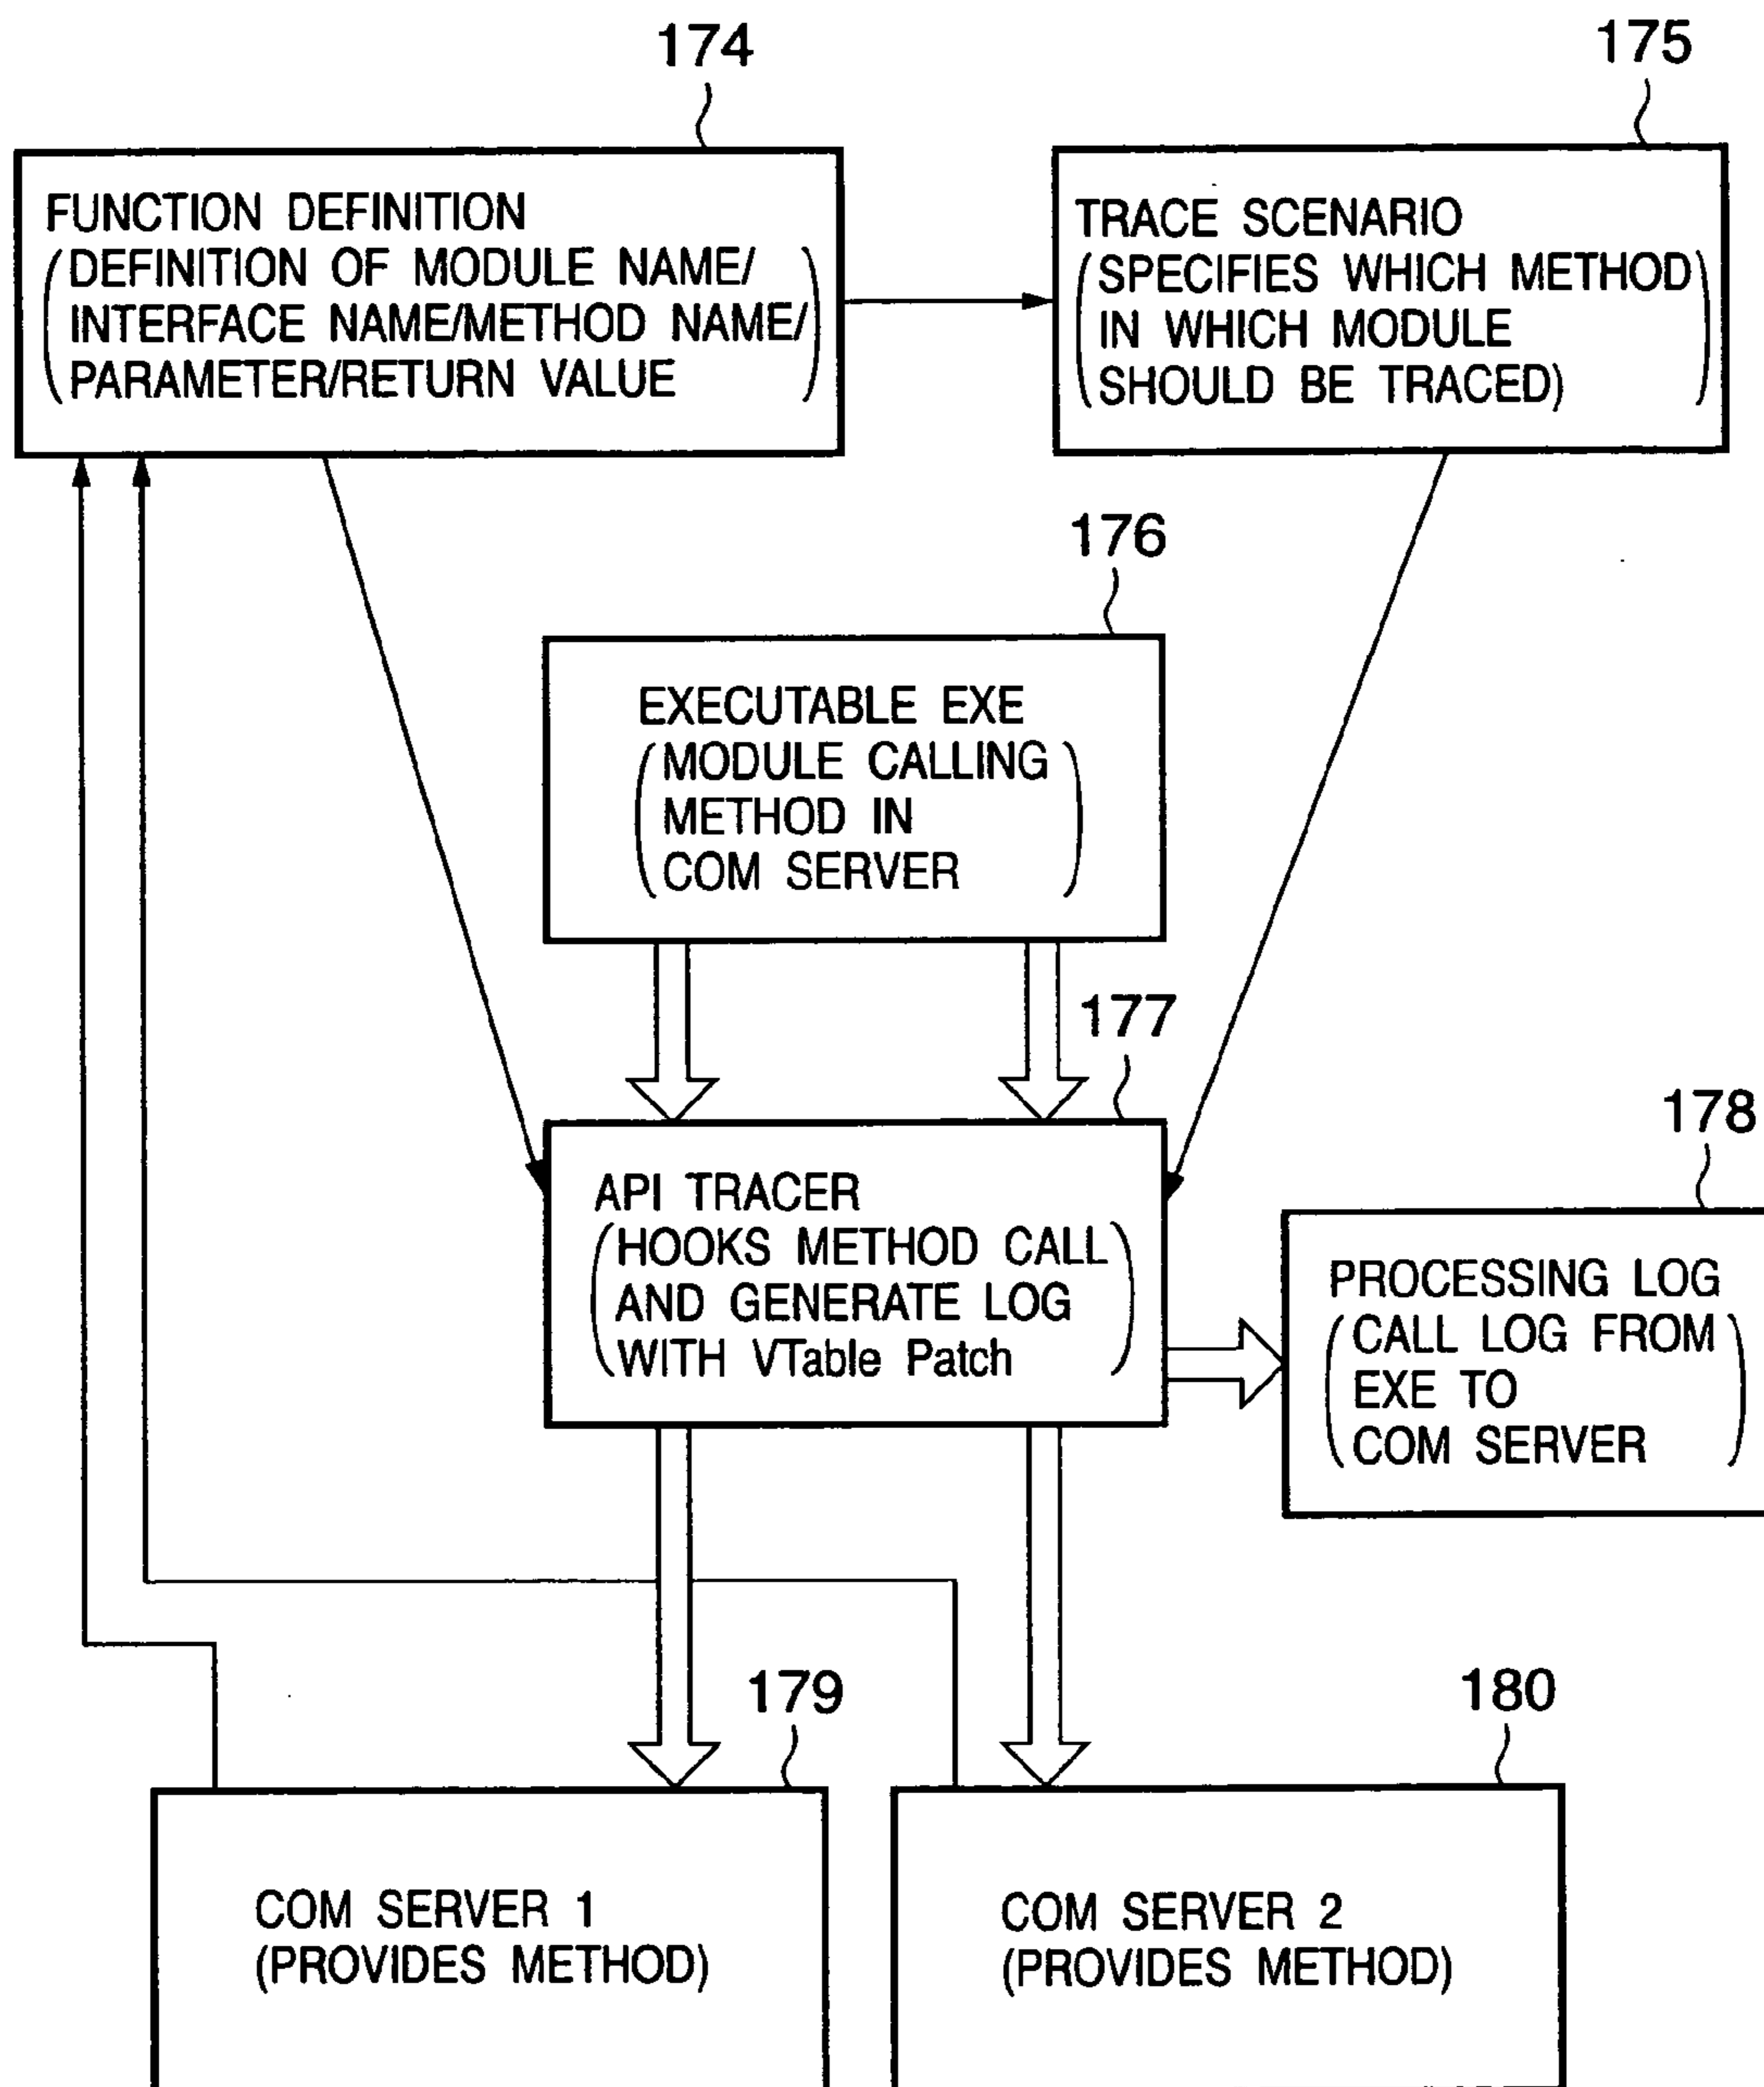 174
175
FUNCTION DEFINITION
(DEFINITION OF MODULE NAME/
INTERFACE NAME/METHOD NAME/
PARAMETER/RETURN VALUE)
TRACE SCENARIO
(SPECIFIES WHICH METHOD
IN WHICH MODULE
SHOULD BE TRACED))
176
EXECUTABLE EXE
(MODULE CALLING
METHOD IN
COM SERVER)
177
API TRACER
(HOOKS METHOD CALL
AND GENERATE LOG
WITH VTable Patch)
178
PROCESSING LOG
(CALL LOG FROM
EXE TO
COM SERVER)
179
COM SERVER 1
(PROVIDES METHOD)
180
COM SERVER 2
(PROVIDES METHOD)